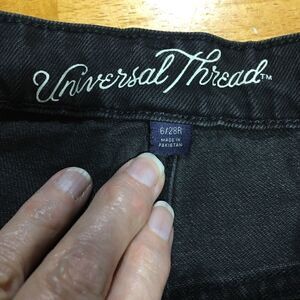 Universal Thread™
6/28R
MADE IN
PAKISTAN